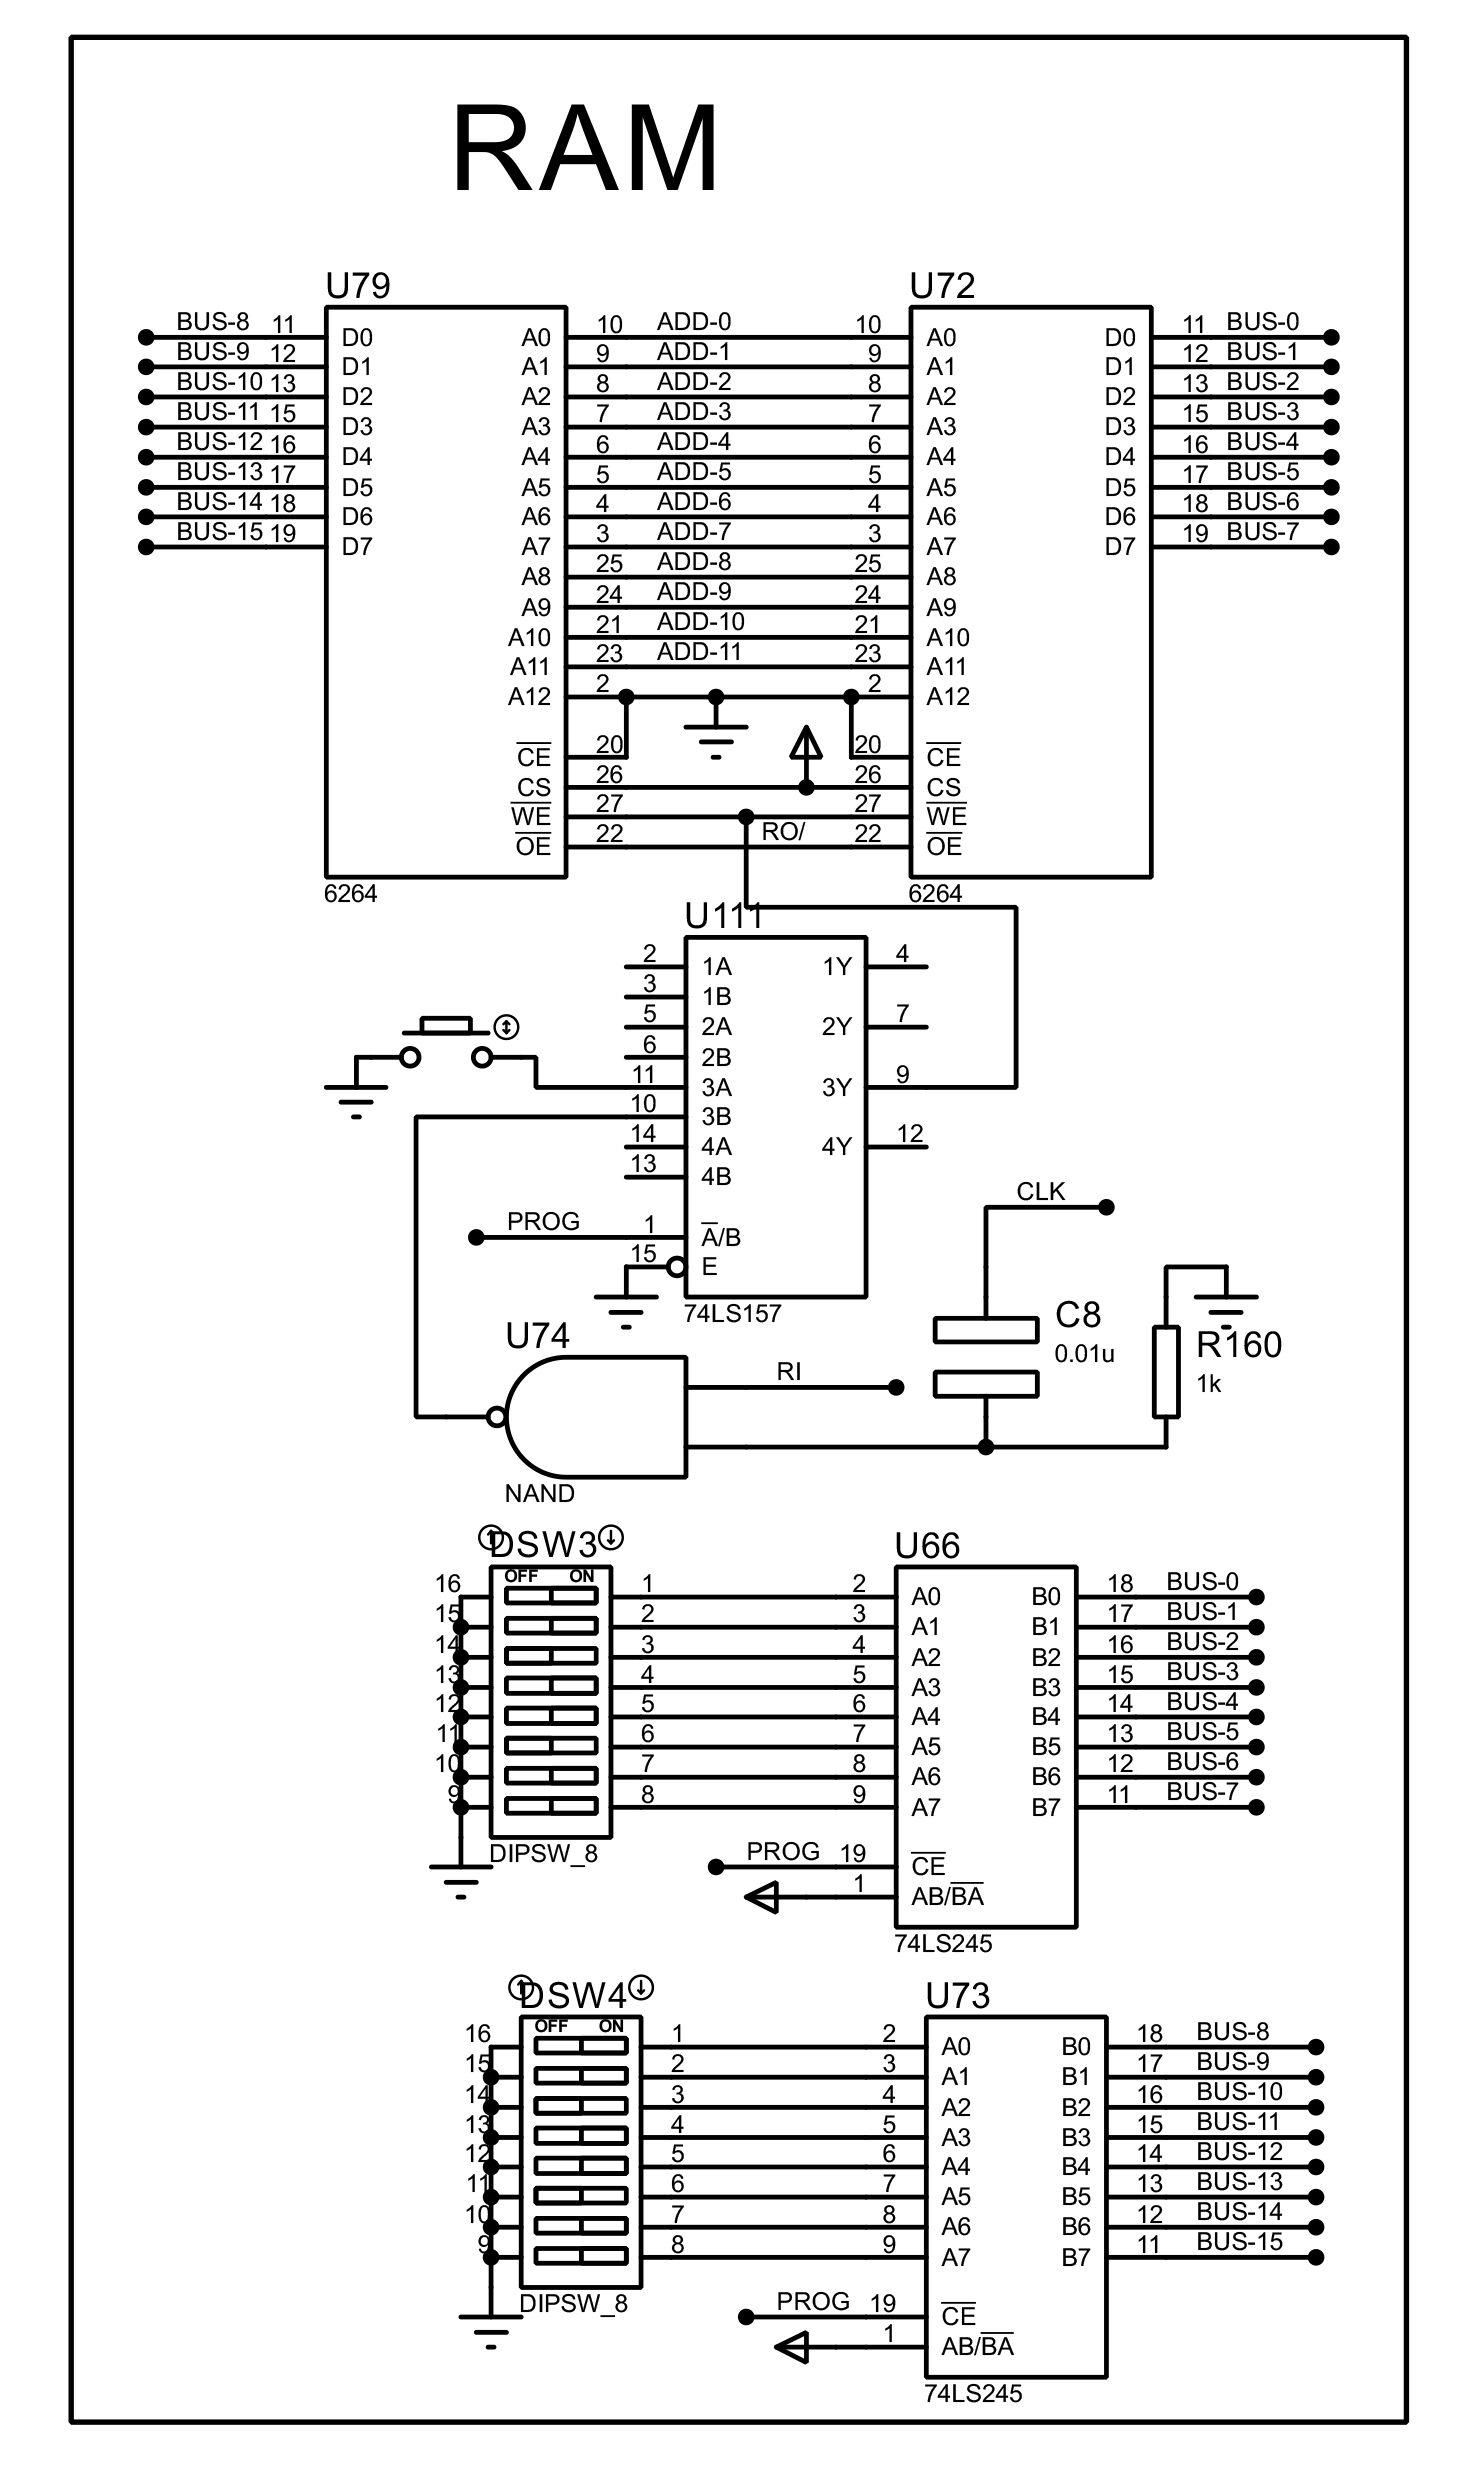 RAM
U79
U72
BUS-8 11 D0 A0 10 ADD-0 10 A0 D0 11 BUS-0
BUS-9 12 D1 A1 9 ADD-1 9 A1 D1 12 BUS-1
BUS-10 13 D2 A2 8 ADD-2 8 A2 D2 13 BUS-2
BUS-11 15 D3 A3 7 ADD-3 7 A3 D3 15 BUS-3
BUS-12 16 D4 A4 6 ADD-4 6 A4 D4 16 BUS-4
BUS-13 17 D5 A5 5 ADD-5 5 A5 D5 17 BUS-5
BUS-14 18 D6 A6 4 ADD-6 4 A6 D6 18 BUS-6
BUS-15 19 D7 A7 3 ADD-7 3 A7 D7 19 BUS-7
A8 25 ADD-8 25 A8
A9 24 ADD-9 24 A9
A10 21 ADD-10 21 A10
A11 23 ADD-11 23 A11
A12 2 2 A12
CE 20 20 CE
CS 26 26 CS
WE 27 27 WE
OE 22 RO/ 22 OE
6264
6264
U111
2 1A 1Y 4
3 1B
5 2A 2Y 7
6 2B
11 3A 3Y 9
10 3B
14 4A 4Y 12
13 4B
PROG 1 A/B
15 E
74LS157
CLK
C8
0.01u
R160
1k
U74
RI
NAND
DSW3
OFF ON
U66
16 1 2 A0 B0 18 BUS-0
15 2 3 A1 B1 17 BUS-1
14 3 4 A2 B2 16 BUS-2
13 4 5 A3 B3 15 BUS-3
12 5 6 A4 B4 14 BUS-4
11 6 7 A5 B5 13 BUS-5
10 7 8 A6 B6 12 BUS-6
9 8 9 A7 B7 11 BUS-7
DIPSW_8
PROG 19 CE
1 AB/BA
74LS245
DSW4
OFF ON
U73
16 1 2 A0 B0 18 BUS-8
15 2 3 A1 B1 17 BUS-9
14 3 4 A2 B2 16 BUS-10
13 4 5 A3 B3 15 BUS-11
12 5 6 A4 B4 14 BUS-12
11 6 7 A5 B5 13 BUS-13
10 7 8 A6 B6 12 BUS-14
9 8 9 A7 B7 11 BUS-15
DIPSW_8
PROG 19 CE
1 AB/BA
74LS245